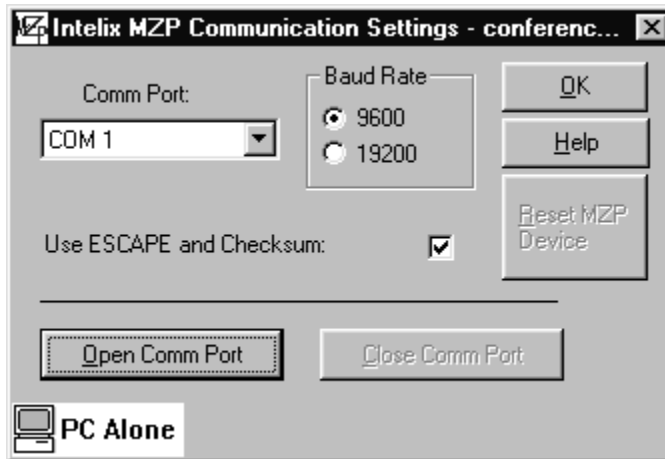 Intelix MZP Communication Settings - conferenc...
Comm Port:
COM 1
Baud Rate
9600
19200
OK
Help
Reset MZP
Device
Use ESCAPE and Checksum:
Open Comm Port
Close Comm Port
PC Alone